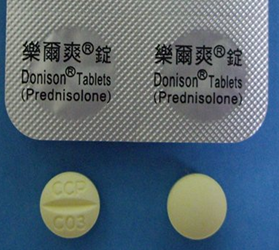 樂爾爽®錠 樂爾爽®錠
Donison® Tablets Donison® Tablets
(Prednisolone) (Prednisolone)
CCP
C03